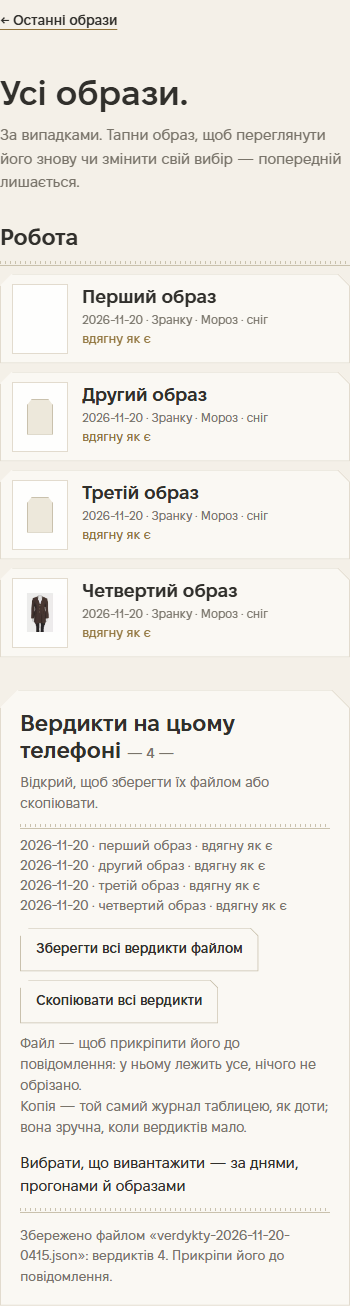 ← Останні образи
Усі образи.
За випадками. Тапни образ, щоб переглянути
його знову чи змінити свій вибір — попередній
лишається.
Робота
Перший образ
2026-11-20 · Зранку · Мороз · сніг
вдягну як є
Другий образ
2026-11-20 · Зранку · Мороз · сніг
вдягну як є
Третій образ
2026-11-20 · Зранку · Мороз · сніг
вдягну як є
Четвертий образ
2026-11-20 · Зранку · Мороз · сніг
вдягну як є
Вердикти на цьому
телефоні — 4 —
Відкрий, щоб зберегти їх файлом або
скопіювати.
2026-11-20 · перший образ · вдягну як є
2026-11-20 · другий образ · вдягну як є
2026-11-20 · третій образ · вдягну як є
2026-11-20 · четвертий образ · вдягну як є
Зберегти всі вердикти файлом
Скопіювати всі вердикти
Файл — щоб прикріпити його до
повідомлення: у ньому лежить усе, нічого не
обрізано.
Копія — той самий журнал таблицею, як доти;
вона зручна, коли вердиктів мало.
Вибрати, що вивантажити — за днями,
прогонами й образами
Збережено файлом «verdykty-2026-11-20-
0415.json»: вердиктів 4. Прикріпи його до
повідомлення.